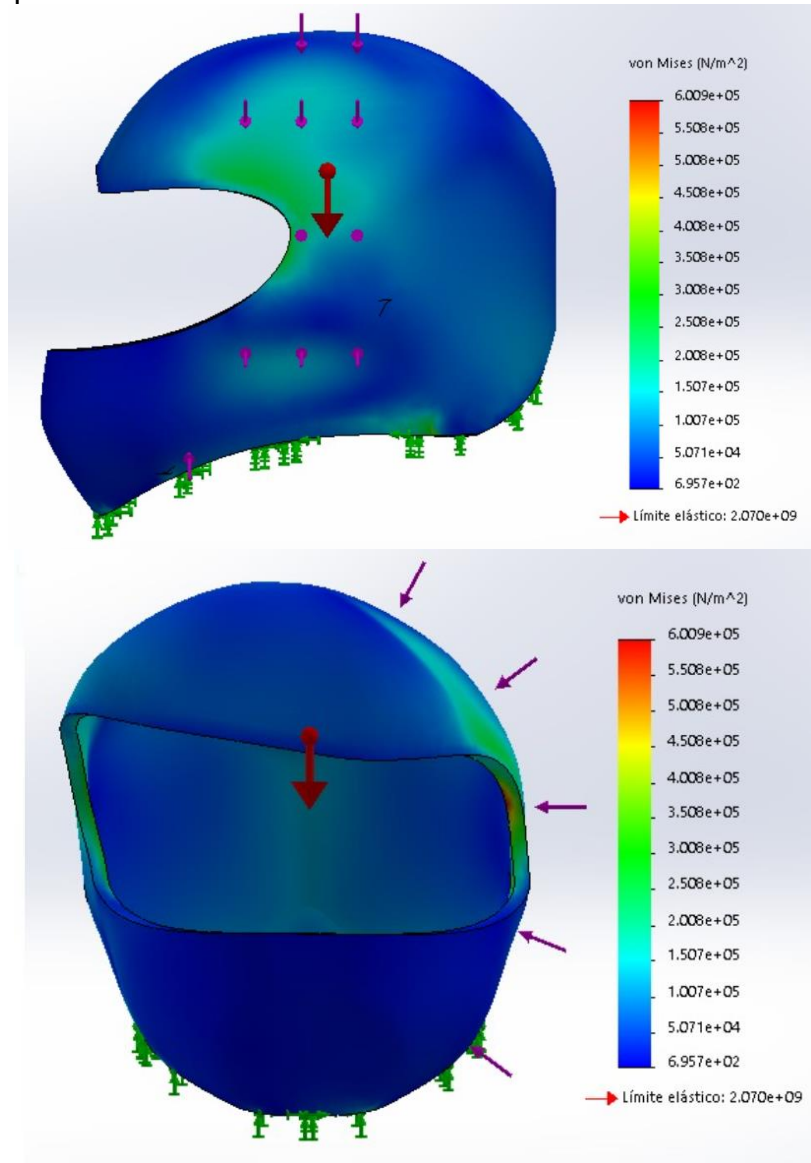 von Mises (N/m^2)
6.009e+05
5.508e+05
5.008e+05
4.508e+05
4.008e+05
3.508e+05
3.008e+05
2.508e+05
2.008e+05
1.507e+05
1.007e+05
5.071e+04
6.957e+02
Límite elástico: 2.070e+09
von Mises (N/m^2)
6.009e+05
5.508e+05
5.008e+05
4.508e+05
4.008e+05
3.508e+05
3.008e+05
2.508e+05
2.008e+05
1.507e+05
1.007e+05
5.071e+04
6.957e+02
Límite elástico: 2.070e+09